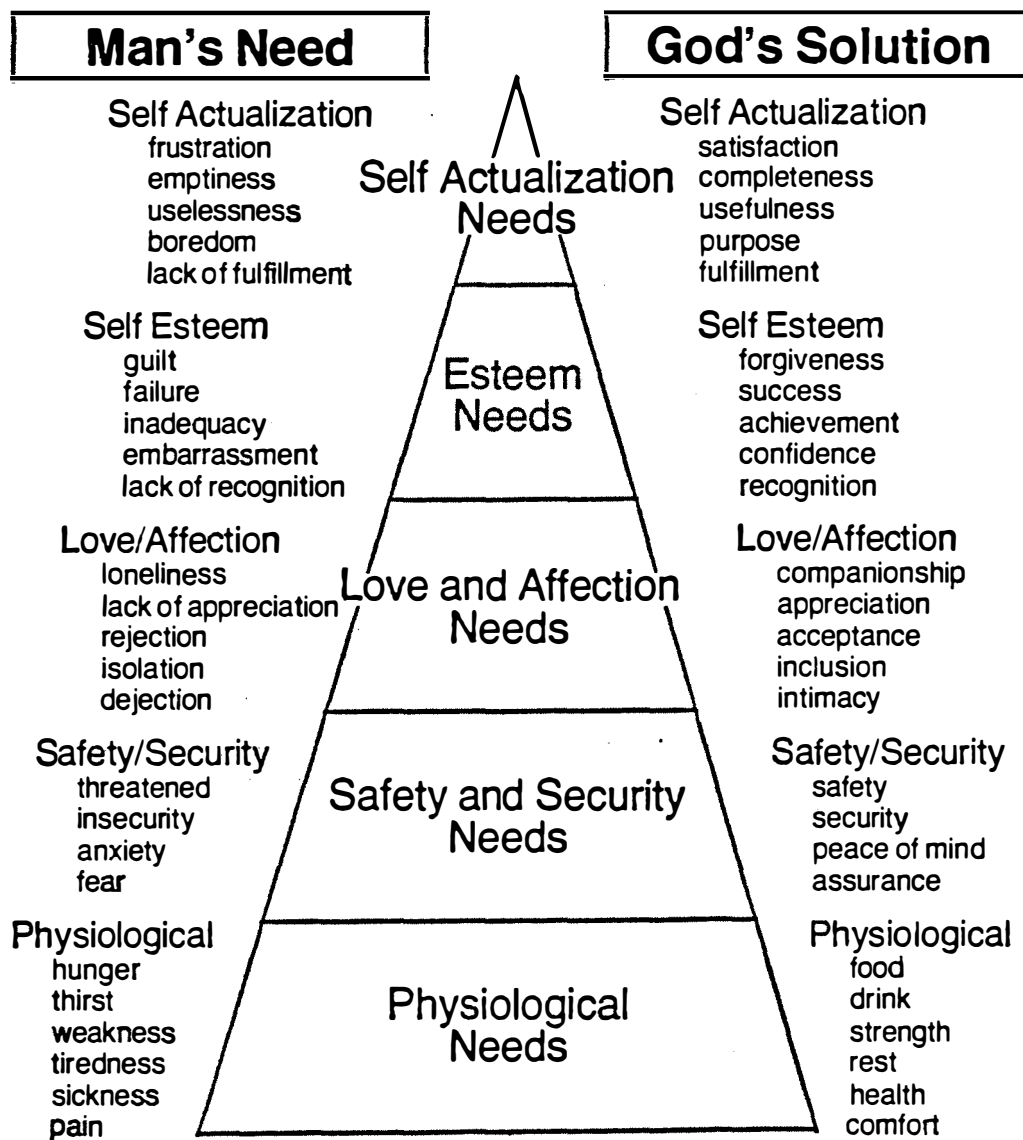 Man's Need
Self Actualization
frustration
emptiness
uselessness
boredom
lack of fulfillment
Self Esteem
guilt
failure
inadequacy
embarrassment
lack of recognition
Love/Affection
loneliness
lack of appreciation
rejection
isolation
dejection
Safety/Security
threatened
insecurity
anxiety
fear
Physiological
hunger
thirst
weakness
tiredness
sickness
pain
Self Actualization
Needs
Esteem
Needs
Love and Affection
Needs
Safety and Security
Needs
Physiological
Needs
God's Solution
Self Actualization
satisfaction
completeness
usefulness
purpose
fulfillment
Self Esteem
forgiveness
success
achievement
confidence
recognition
Love/Affection
companionship
appreciation
acceptance
inclusion
intimacy
Safety/Security
safety
security
peace of mind
assurance
Physiological
food
drink
strength
rest
health
comfort